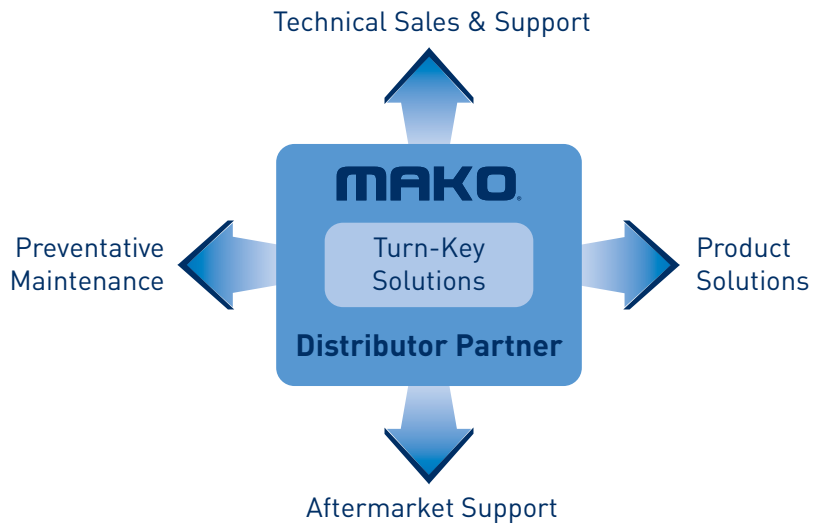 Technical Sales & Support
MAKO®
Preventative
Maintenance
Turn-Key
Solutions
Product
Solutions
Distributor Partner
Aftermarket Support